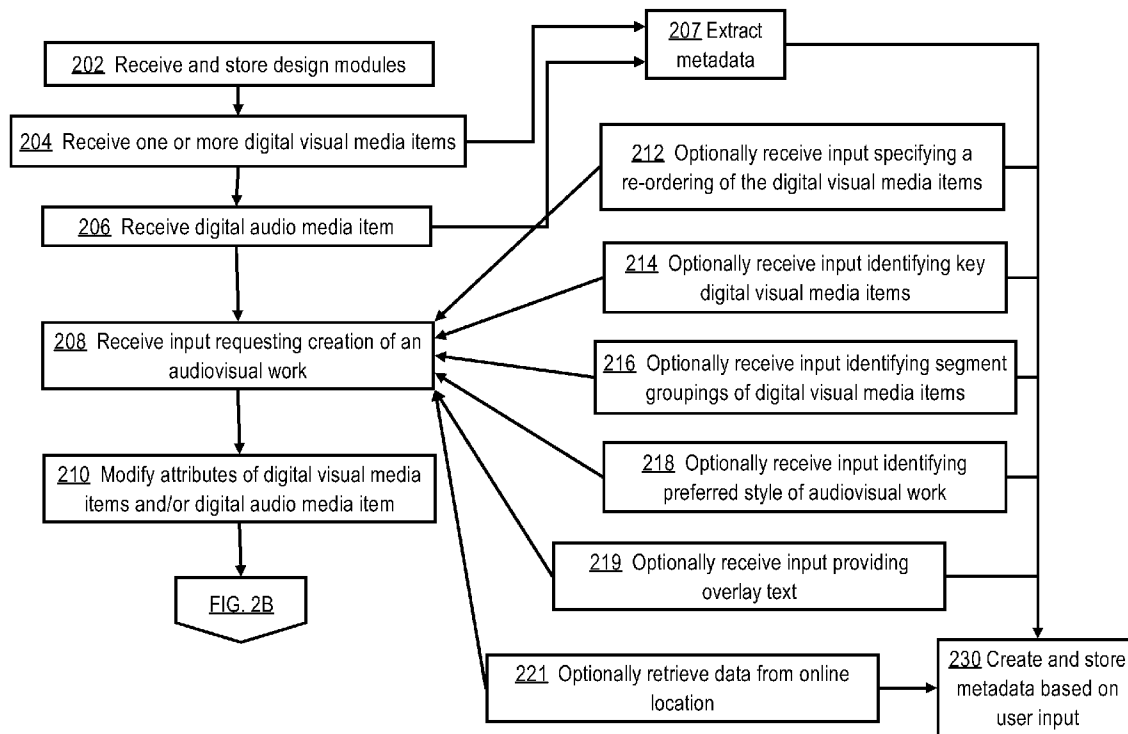 202 Receive and store design modules
204 Receive one or more digital visual media items
206 Receive digital audio media item
208 Receive input requesting creation of an
audiovisual work
210 Modify attributes of digital visual media
items and/or digital audio media item
FIG. 2B
207 Extract
metadata
212 Optionally receive input specifying a
re-ordering of the digital visual media items
214 Optionally receive input identifying key
digital visual media items
216 Optionally receive input identifying segment
groupings of digital visual media items
218 Optionally receive input identifying
preferred style of audiovisual work
219 Optionally receive input providing
overlay text
221 Optionally retrieve data from online
location
230 Create and store
metadata based on
user input